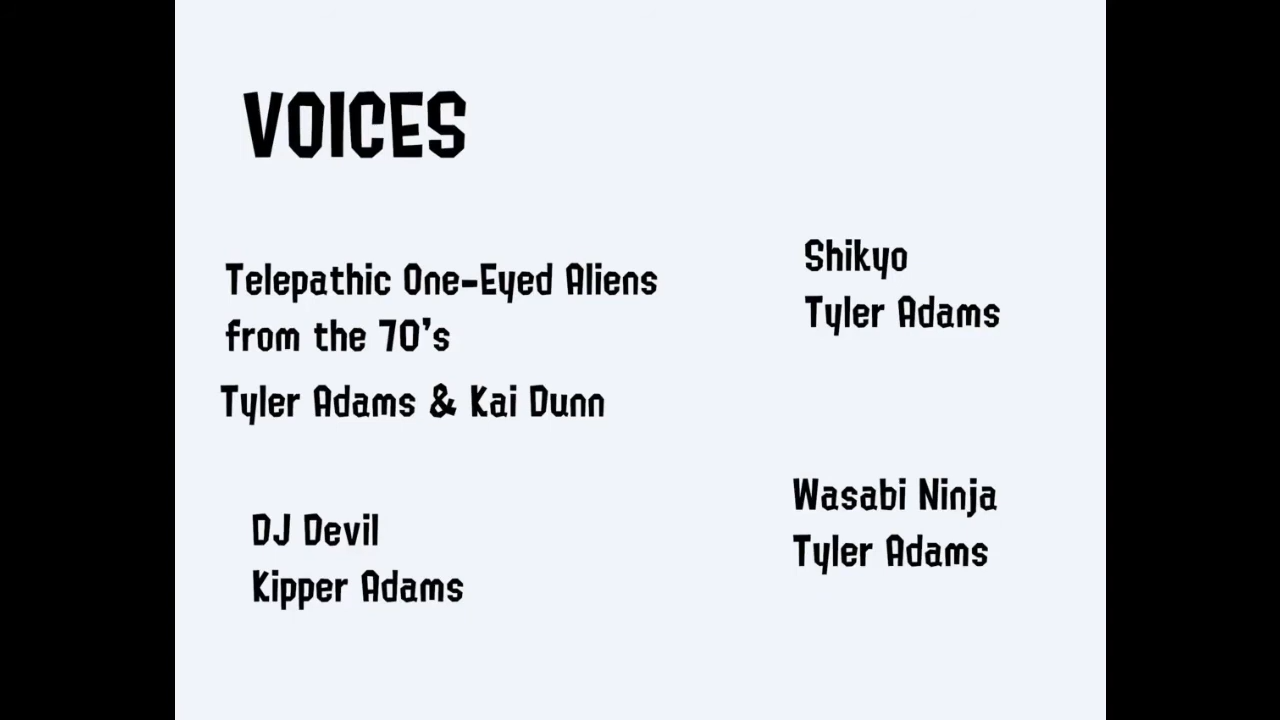 VOICES
Telepathic One-Eyed Aliens
from the 70's
Tyler Adams & Kai Dunn
DJ Devil
Kipper Adams
Shikyo
Tyler Adams
Wasabi Ninja
Tyler Adams